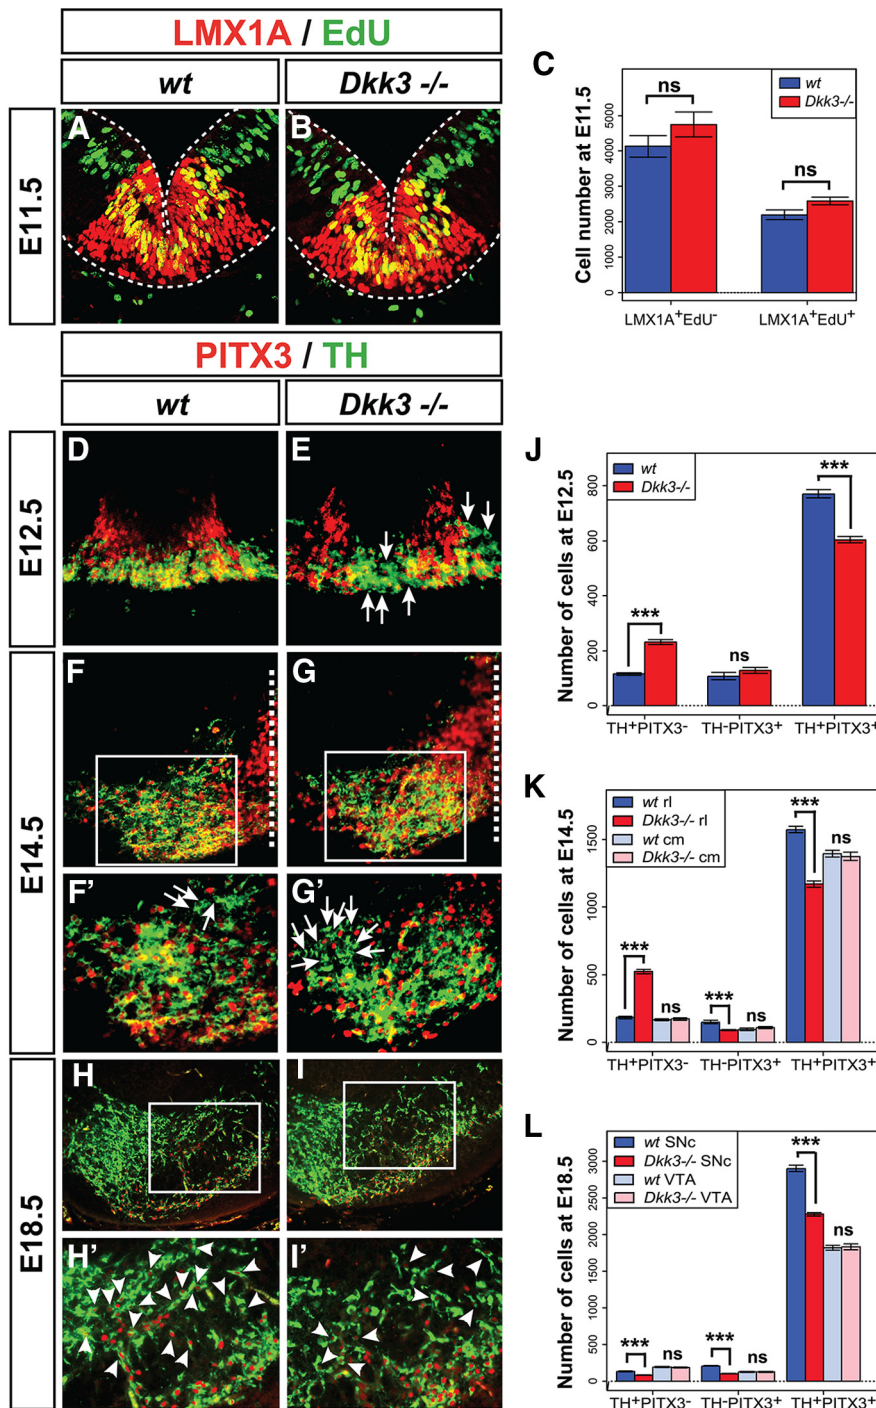 LMX1A / EdU
wt
Dkk3 -/-
E11.5
A
B
C
Cell number at E11.5
0
1000
2000
3000
4000
5000
wt
Dkk3-/-
ns
ns
LMX1A+EdU-
LMX1A+EdU+
PITX3 / TH
wt
Dkk3 -/-
E12.5
D
E
E14.5
F
G
F'
G'
E18.5
H
I
H'
I'
J
Number of cells at E12.5
0
200
400
600
800
wt
Dkk3-/-
***
ns
***
TH+PITX3-
TH-PITX3+
TH+PITX3+
K
Number of cells at E14.5
0
500
1000
1500
wt rl
Dkk3-/- rl
wt cm
Dkk3-/- cm
***
ns
***
ns
***
ns
TH+PITX3-
TH-PITX3+
TH+PITX3+
L
Number of cells at E18.5
0
500
1000
1500
2000
2500
3000
wt SNc
Dkk3-/- SNc
wt VTA
Dkk3-/- VTA
***
ns
***
ns
***
ns
TH+PITX3-
TH-PITX3+
TH+PITX3+